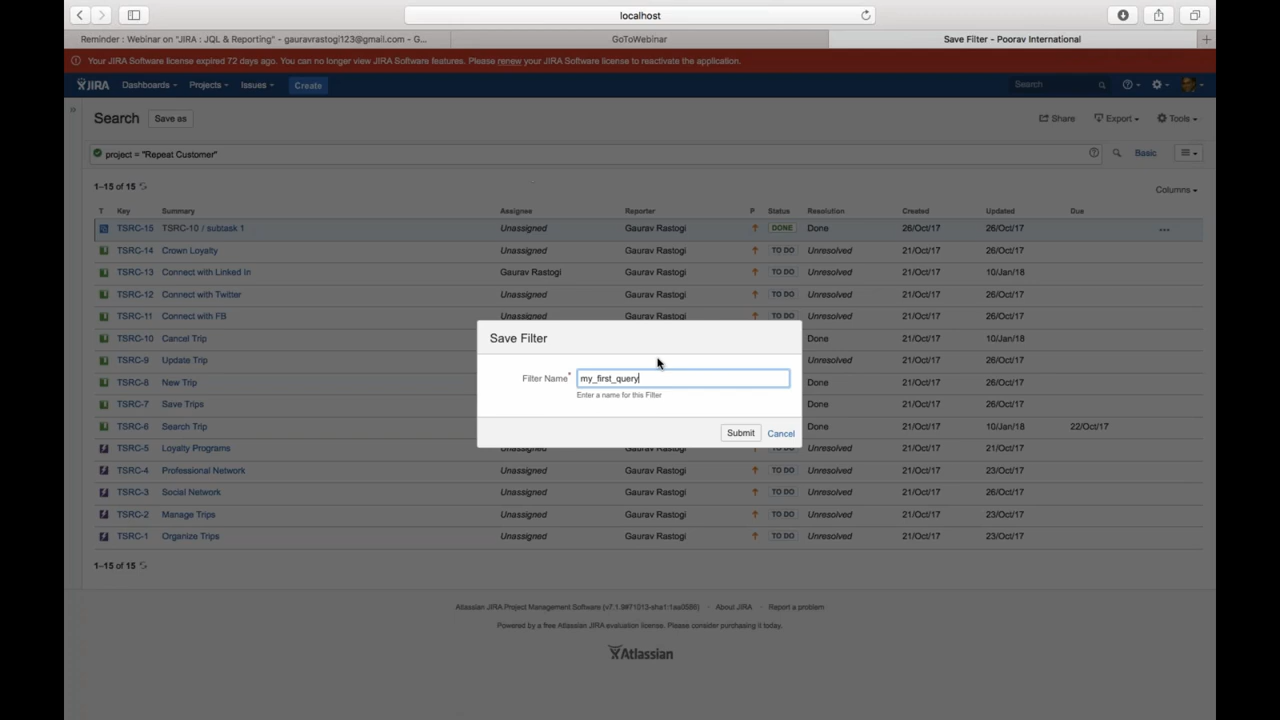 localhost
Reminder : Webinar on "JIRA : JQL & Reporting" - gauravrastogi123@gmail.com - G... GoToWebinar Save Filter - Poorav International
Your JIRA Software license expired 72 days ago. You can no longer view JIRA Software features. Please renew your JIRA Software license to reactivate the application.
JIRA Dashboards Projects Issues Create Search
Search Save as Share Export Tools
project = "Repeat Customer" Basic
1–15 of 15
Columns
T Key Summary Assignee Reporter P Status Resolution Created Updated Due
TSRC-15 TSRC-10 / subtask 1 Unassigned Gaurav Rastogi DONE Done 26/Oct/17 26/Oct/17
TSRC-14 Crown Loyalty Unassigned Gaurav Rastogi TO DO Unresolved 21/Oct/17 26/Oct/17
TSRC-13 Connect with Linked in Gaurav Rastogi Gaurav Rastogi TO DO Unresolved 21/Oct/17 10/Jan/18
TSRC-12 Connect with Twitter Unassigned Gaurav Rastogi TO DO Unresolved 21/Oct/17 26/Oct/17
TSRC-11 Connect with FB Unassigned Gaurav Rastogi TO DO Unresolved 21/Oct/17 26/Oct/17
TSRC-10 Cancel Trip Done 21/Oct/17 10/Jan/18
TSRC-9 Update Trip Unresolved 21/Oct/17 26/Oct/17
TSRC-8 New Trip Done 21/Oct/17 26/Oct/17
TSRC-7 Save Trips Done 21/Oct/17 26/Oct/17
TSRC-6 Search Trip Done 21/Oct/17 10/Jan/18 22/Oct/17
TSRC-5 Loyalty Programs Unassigned Gaurav Rastogi TO DO Unresolved 21/Oct/17 21/Oct/17
TSRC-4 Professional Network Unassigned Gaurav Rastogi TO DO Unresolved 21/Oct/17 23/Oct/17
TSRC-3 Social Network Unassigned Gaurav Rastogi TO DO Unresolved 21/Oct/17 26/Oct/17
TSRC-2 Manage Trips Unassigned Gaurav Rastogi TO DO Unresolved 21/Oct/17 23/Oct/17
TSRC-1 Organize Trips Unassigned Gaurav Rastogi TO DO Unresolved 21/Oct/17 23/Oct/17
1–15 of 15
Save Filter
Filter Name* my_first_query
Enter a name for this Filter
Submit Cancel
Atlassian JIRA Project Management Software (v7.1.9#71013-sha1:1aa0586) · About JIRA · Report a problem
Powered by a free Atlassian JIRA evaluation license. Please consider purchasing it today.
Atlassian